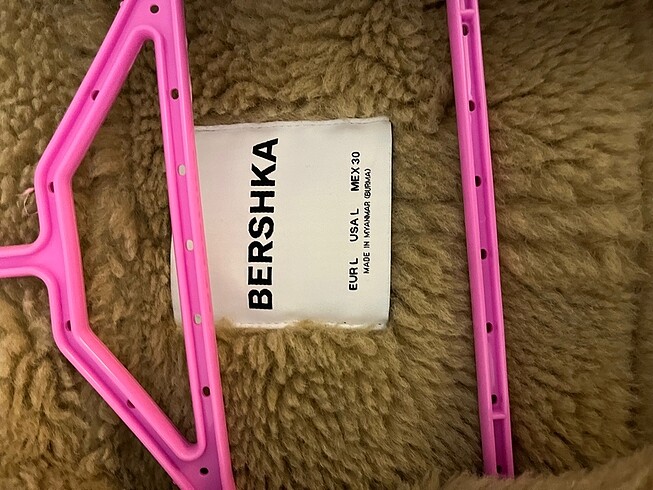 BERSHKA
EUR L USA L MEX 30
MADE IN MYANMAR (BURMA)